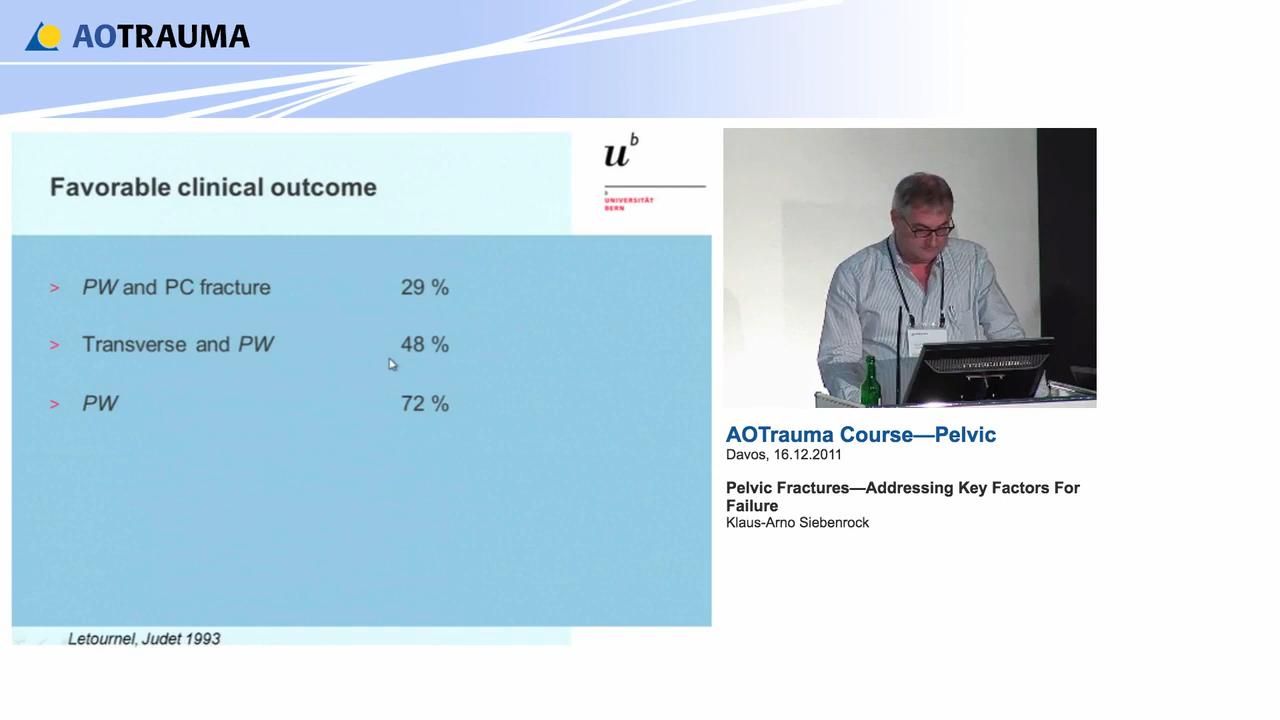 AOTRAUMA
Favorable clinical outcome
u b
b
UNIVERSITÄT
BERN
> PW and PC fracture 29 %
> Transverse and PW 48 %
> PW 72 %
Letournel, Judet 1993
AOTrauma Course—Pelvic
Davos, 16.12.2011
Pelvic Fractures—Addressing Key Factors For
Failure
Klaus-Arno Siebenrock